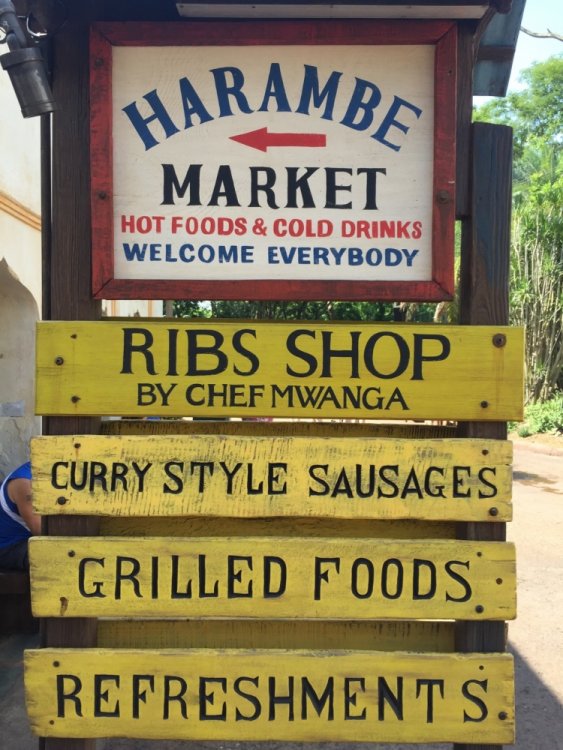 HARAMBE
MARKET
HOT FOODS & COLD DRINKS
WELCOME EVERYBODY
RIBS SHOP
BY CHEF MWANGA
CURRY STYLE SAUSAGES
GRILLED FOODS
REFRESHMENTS